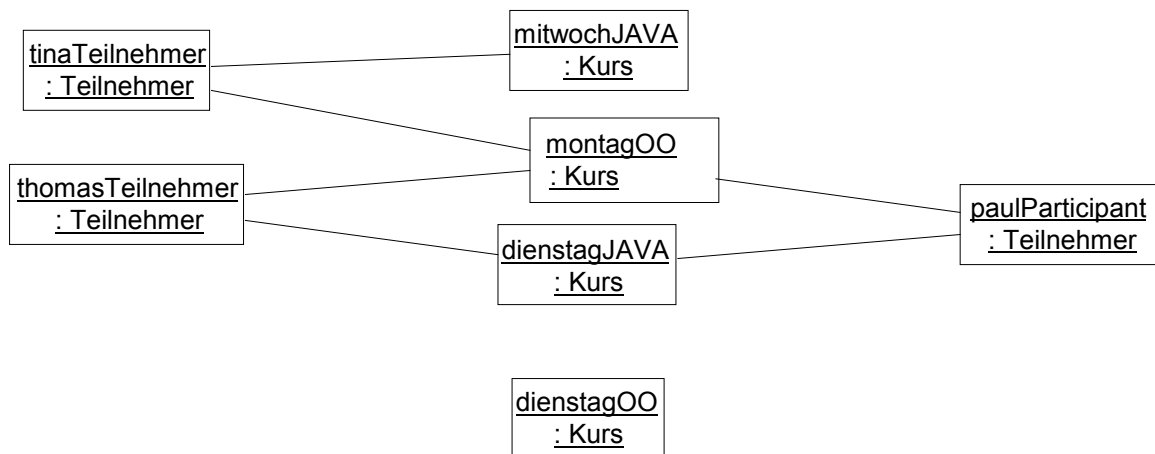 tinaTeilnehmer
: Teilnehmer
mitwochJAVA
: Kurs
montagOO
: Kurs
thomasTeilnehmer
: Teilnehmer
paulParticipant
: Teilnehmer
dienstagJAVA
: Kurs
dienstagOO
: Kurs